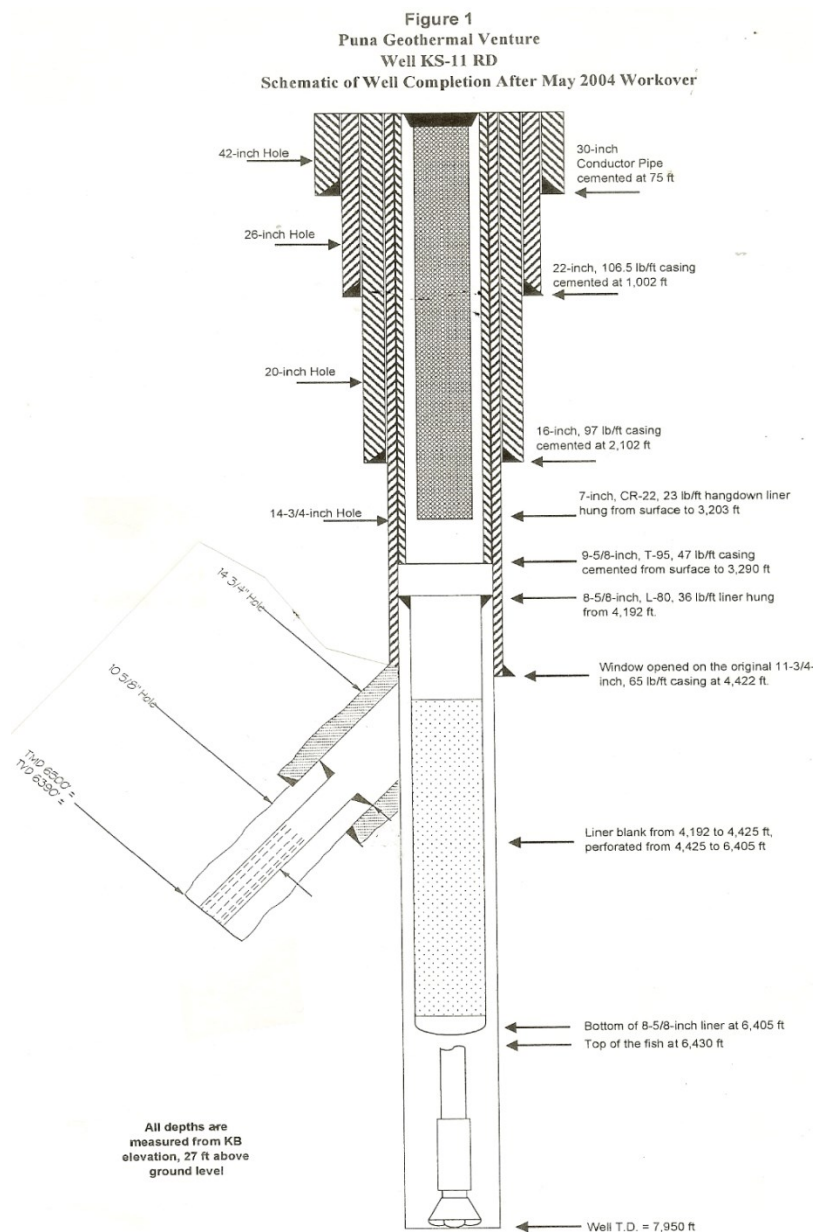 Figure 1
Puna Geothermal Venture
Well KS-11 RD
Schematic of Well Completion After May 2004 Workover
42-inch Hole
30-inch
Conductor Pipe
cemented at 75 ft
26-inch Hole
22-inch, 106.5 lb/ft casing
cemented at 1,002 ft
20-inch Hole
16-inch, 97 lb/ft casing
cemented at 2,102 ft
7-inch, CR-22, 23 lb/ft hangdown liner
hung from surface to 3,203 ft
14-3/4-inch Hole
9-5/8-inch, T-95, 47 lb/ft casing
cemented from surface to 3,290 ft
8-5/8-inch, L-80, 36 lb/ft liner hung
from 4,192 ft.
14 3/4" Hole
Window opened on the original 11-3/4-
inch, 65 lb/ft casing at 4,422 ft.
10 5/8" Hole
TMD 6500' =
TVD 6390' =
Liner blank from 4,192 to 4,425 ft,
perforated from 4,425 to 6,405 ft
Bottom of 8-5/8-inch liner at 6,405 ft
Top of the fish at 6,430 ft
All depths are
measured from KB
elevation, 27 ft above
ground level
Well T.D. = 7,950 ft